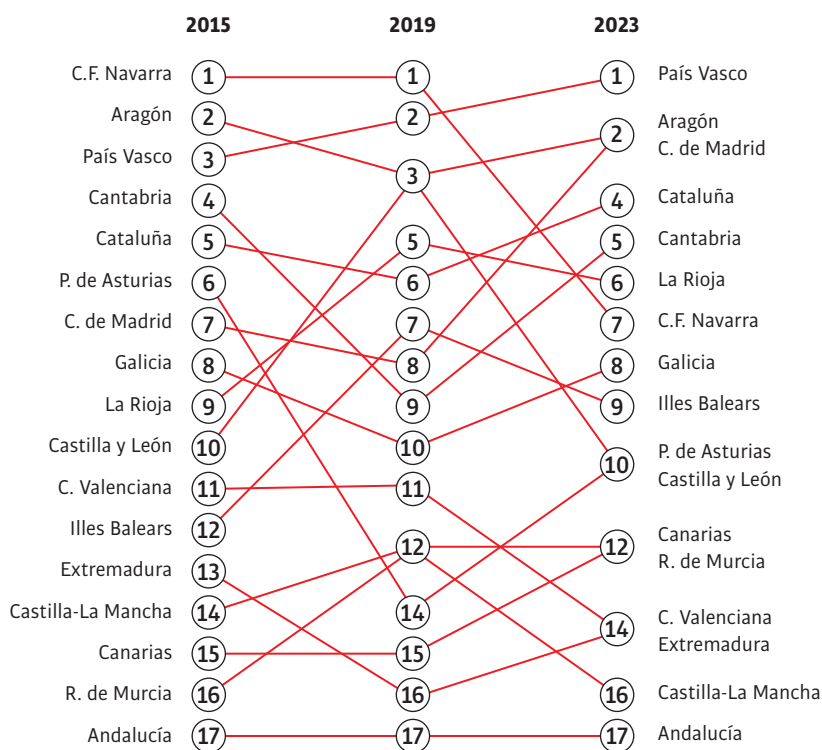 2015 2019 2023
C.F. Navarra 1 1 1 País Vasco
Aragón 2 2 2 Aragón
C. de Madrid
País Vasco 3 3
Cantabria 4 4 Cataluña
Cataluña 5 5 5 Cantabria
P. de Asturias 6 6 6 La Rioja
C. de Madrid 7 7 7 C.F. Navarra
Galicia 8 8 8 Galicia
La Rioja 9 9 9 Illes Balears
Castilla y León 10 10 10 P. de Asturias
Castilla y León
C. Valenciana 11 11
Illes Balears 12 12 12 Canarias
R. de Murcia
Extremadura 13
Castilla-La Mancha 14 14 14 C. Valenciana
Extremadura
Canarias 15 15
R. de Murcia 16 16 16 Castilla-La Mancha
Andalucía 17 17 17 Andalucía